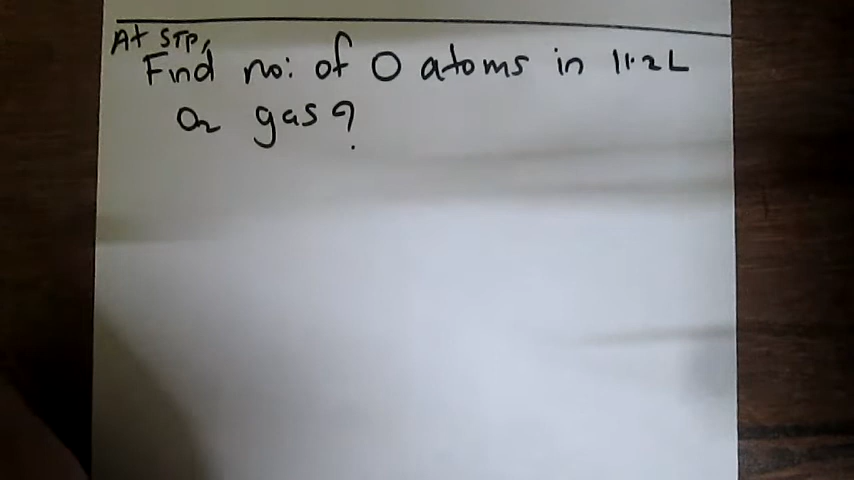 At STP,
Find no: of O atoms in 11.2L
O2 gas?